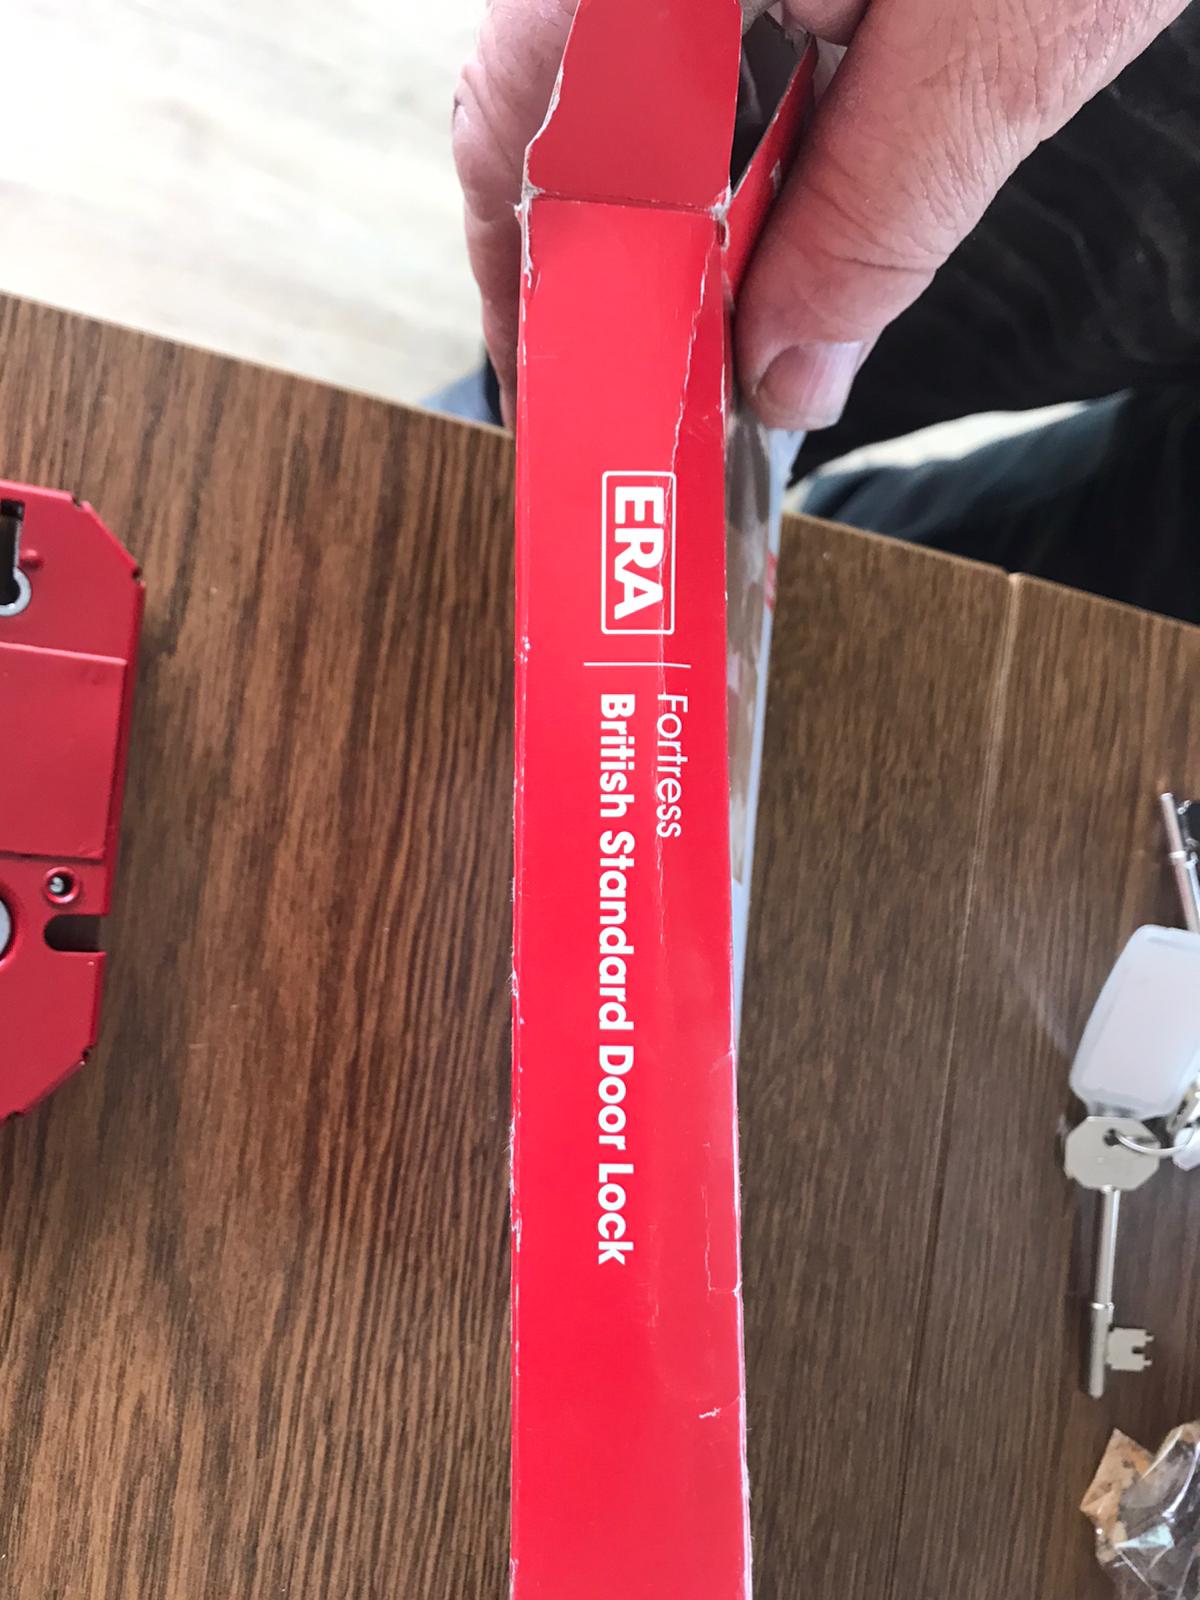 ERA
Fortress
British Standard Door Lock